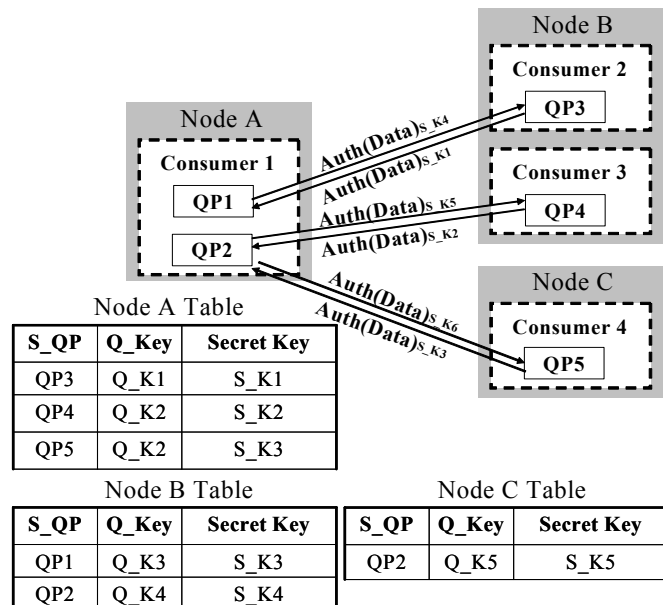 Node B
Consumer 2
QP3
Node A
Consumer 1
QP1
QP2
Auth(Data)S_K4
Auth(Data)S_K1
Consumer 3
QP4
Auth(Data)S_K5
Auth(Data)S_K2
Node C
Consumer 4
QP5
Auth(Data)S_K6
Auth(Data)S_K3
Node A Table
S_QP Q_Key Secret Key
QP3 Q_K1 S_K1
QP4 Q_K2 S_K2
QP5 Q_K2 S_K3
Node B Table
S_QP Q_Key Secret Key
QP1 Q_K3 S_K3
QP2 Q_K4 S_K4
Node C Table
S_QP Q_Key Secret Key
QP2 Q_K5 S_K5